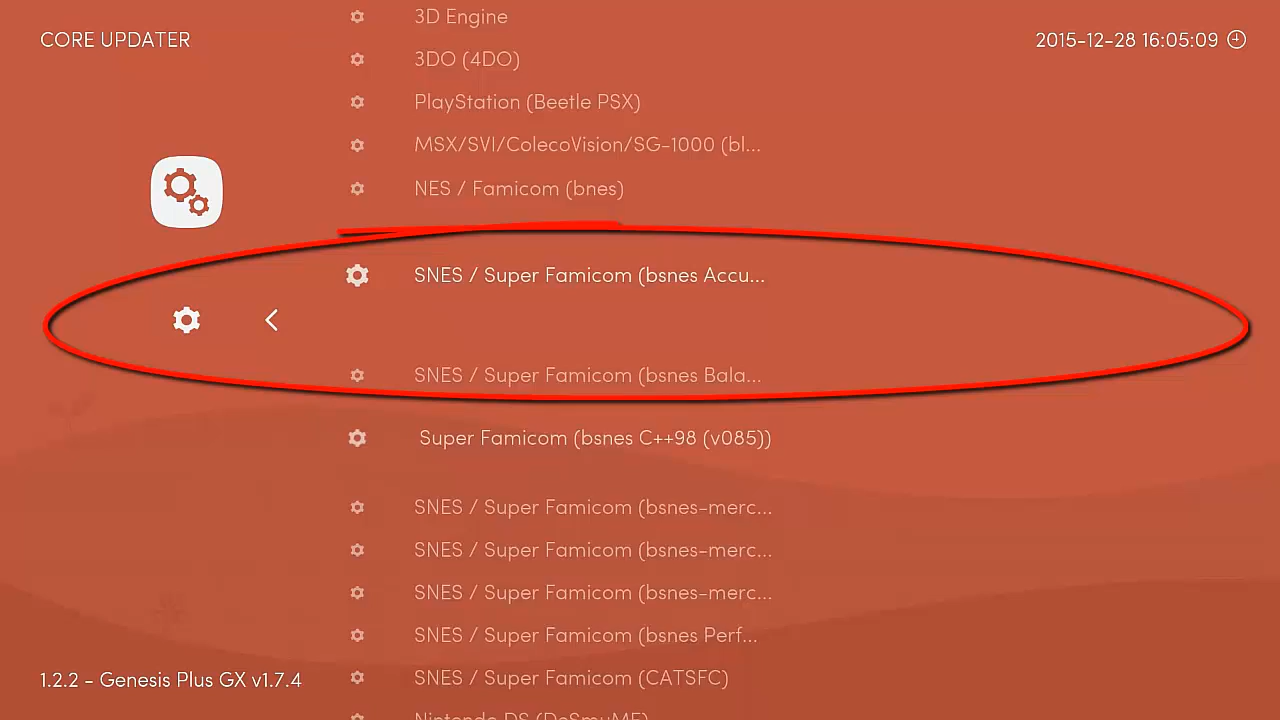 3D Engine
CORE UPDATER
2015-12-28 16:05:09
3DO (4DO)
PlayStation (Beetle PSX)
MSX/SVI/ColecoVision/SG-1000 (bl...
NES / Famicom (bnes)
SNES / Super Famicom (bsnes Accu...
SNES / Super Famicom (bsnes Bala...
Super Famicom (bsnes C++98 (v085))
SNES / Super Famicom (bsnes-merc...
SNES / Super Famicom (bsnes-merc...
SNES / Super Famicom (bsnes-merc...
SNES / Super Famicom (bsnes Perf...
SNES / Super Famicom (CATSFC)
1.2.2 - Genesis Plus GX v1.7.4
Nintendo DS (DeSmuME)